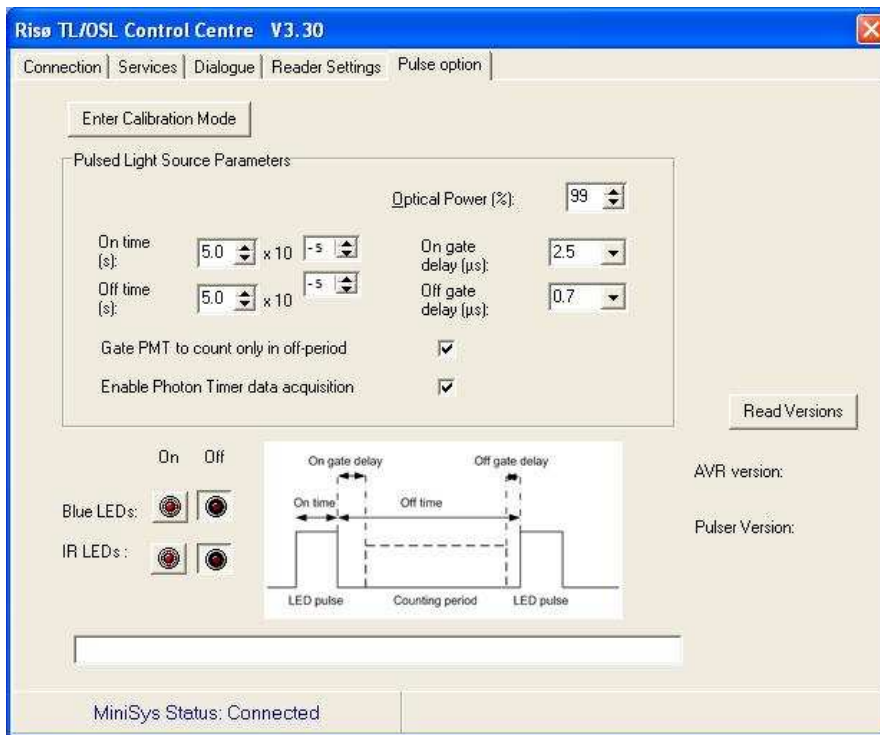 Risø TL/OSL Control Centre V3.30
Connection Services Dialogue Reader Settings Pulse option
Enter Calibration Mode
Pulsed Light Source Parameters
Optical Power (%): 99
On time (s): 5.0 x 10 -5
On gate delay (µs): 2.5
Off time (s): 5.0 x 10 -5
Off gate delay (µs): 0.7
Gate PMT to count only in off-period
Enable Photon Timer data acquisition
Read Versions
On Off
Blue LEDs:
IR LEDs :
On gate delay Off gate delay
On time Off time
LED pulse Counting period LED pulse
AVR version:
Pulser Version:
MiniSys Status: Connected